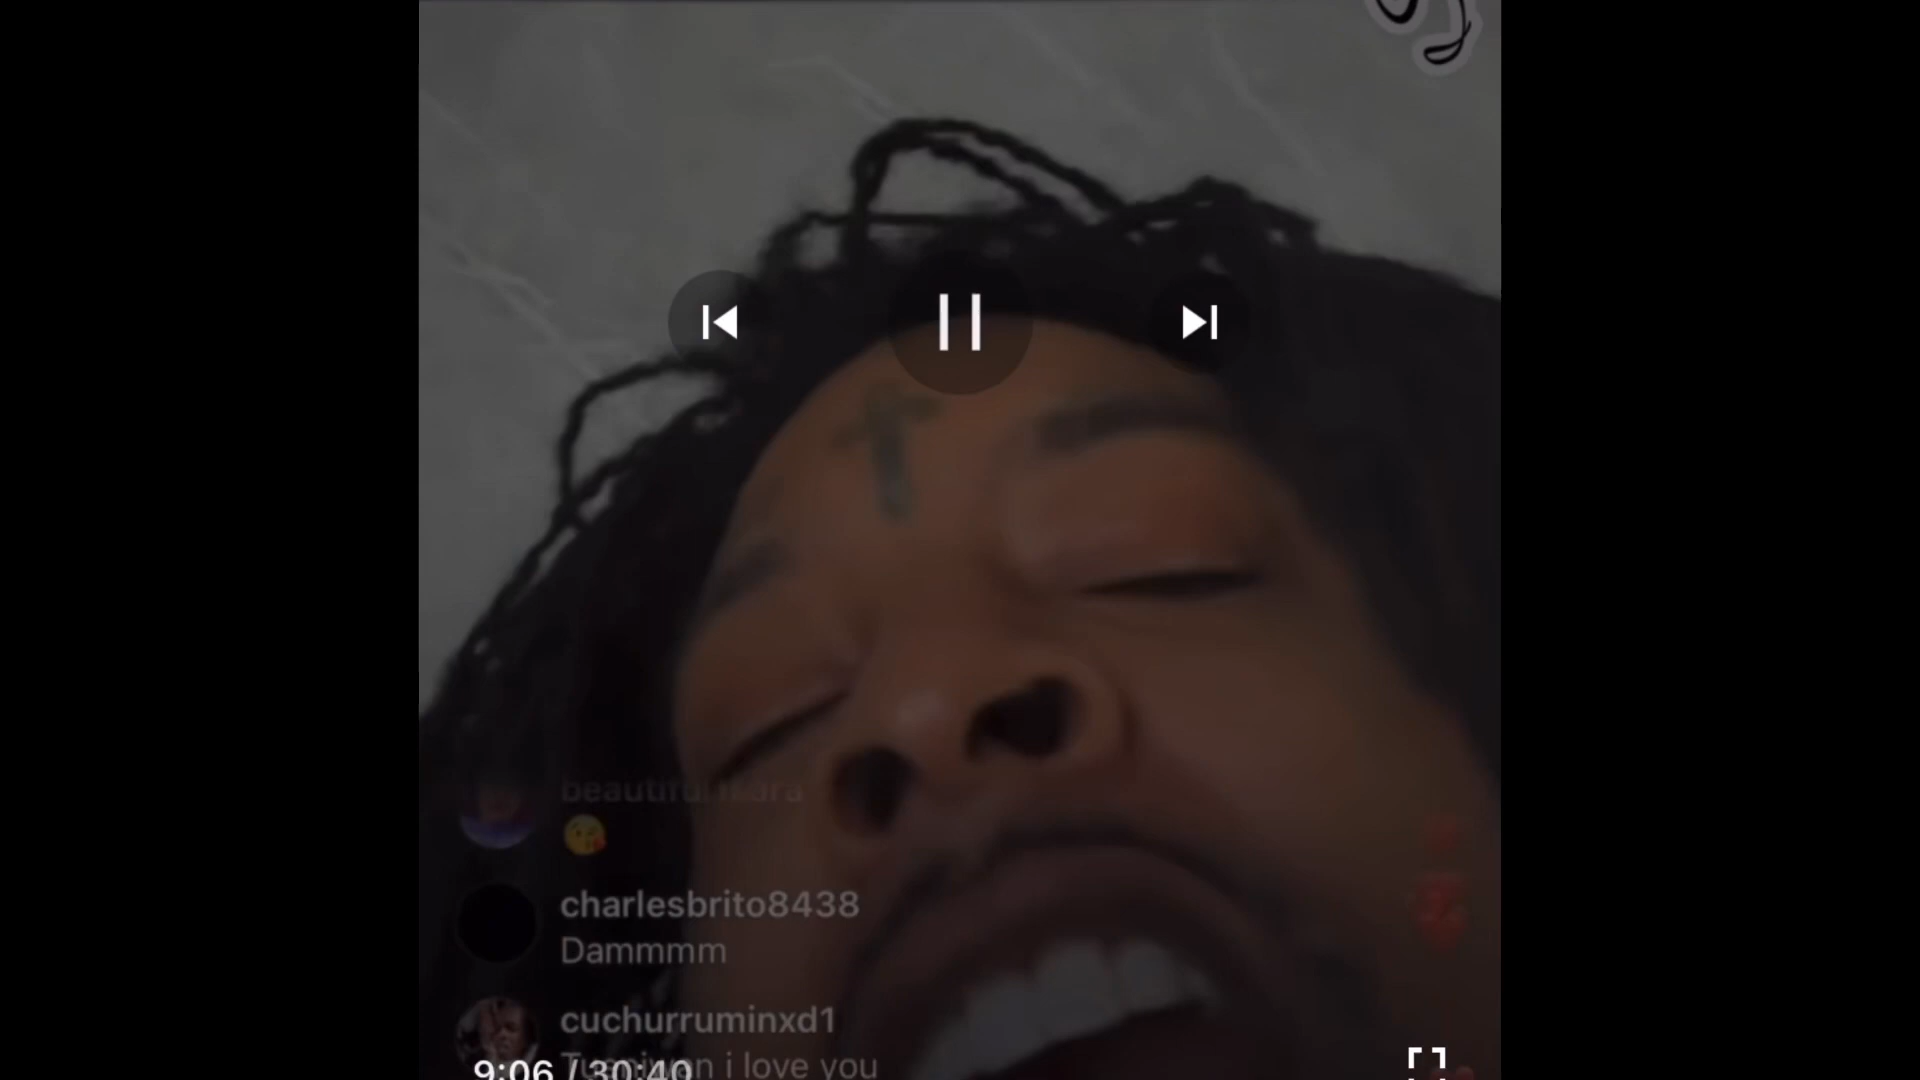 charlesbrito8438
Dammmm
cuchurruminxd1
i love you
9:06 / 30:40